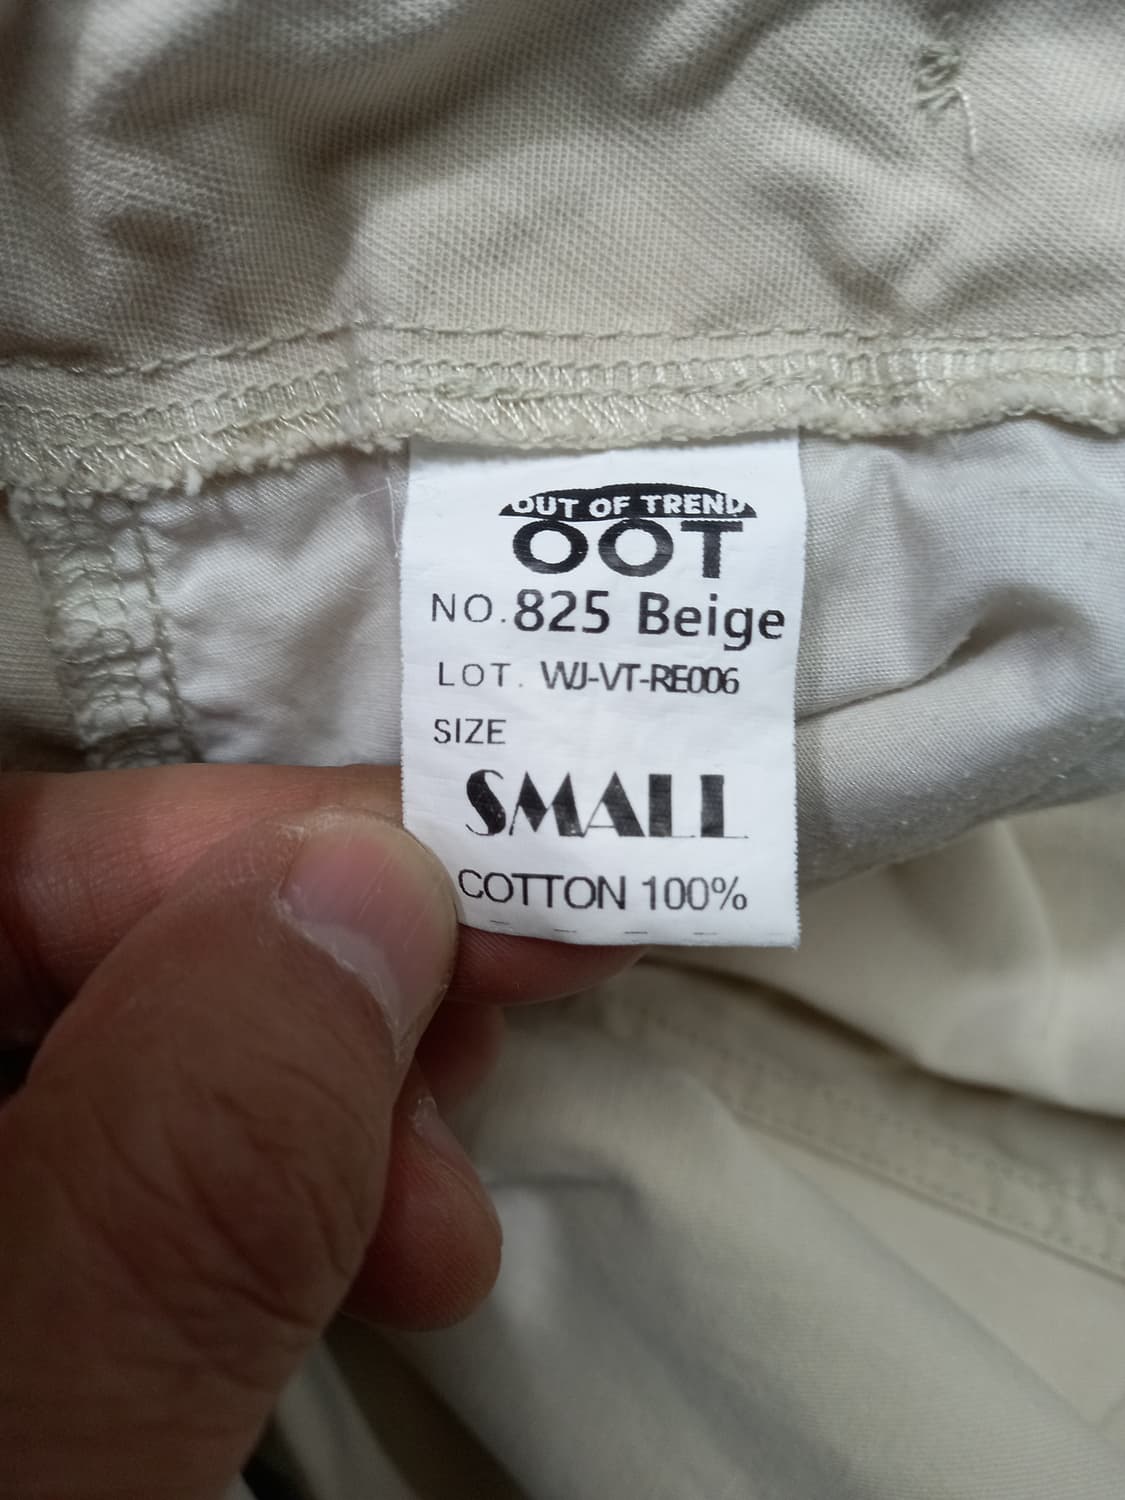 OUT OF TREND
OOT
NO. 825 Beige
LOT. WJ-VT-RE006
SIZE
SMALL
COTTON 100%